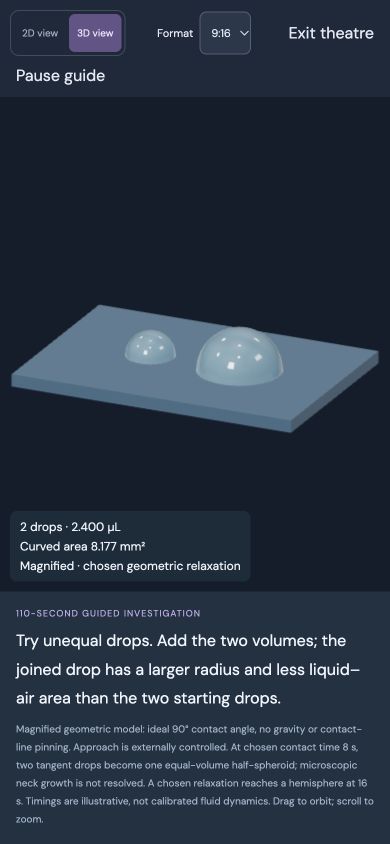 2D view
3D view
Format
9:16
Exit theatre
Pause guide
2 drops · 2.400 µL
Curved area 8.177 mm²
Magnified · chosen geometric relaxation
110-SECOND GUIDED INVESTIGATION
Try unequal drops. Add the two volumes; the
joined drop has a larger radius and less liquid–
air area than the two starting drops.
Magnified geometric model: ideal 90° contact angle, no gravity or contact-
line pinning. Approach is externally controlled. At chosen contact time 8 s,
two tangent drops become one equal-volume half-spheroid; microscopic
neck growth is not resolved. A chosen relaxation reaches a hemisphere at 16
s. Timings are illustrative, not calibrated fluid dynamics. Drag to orbit; scroll to
zoom.